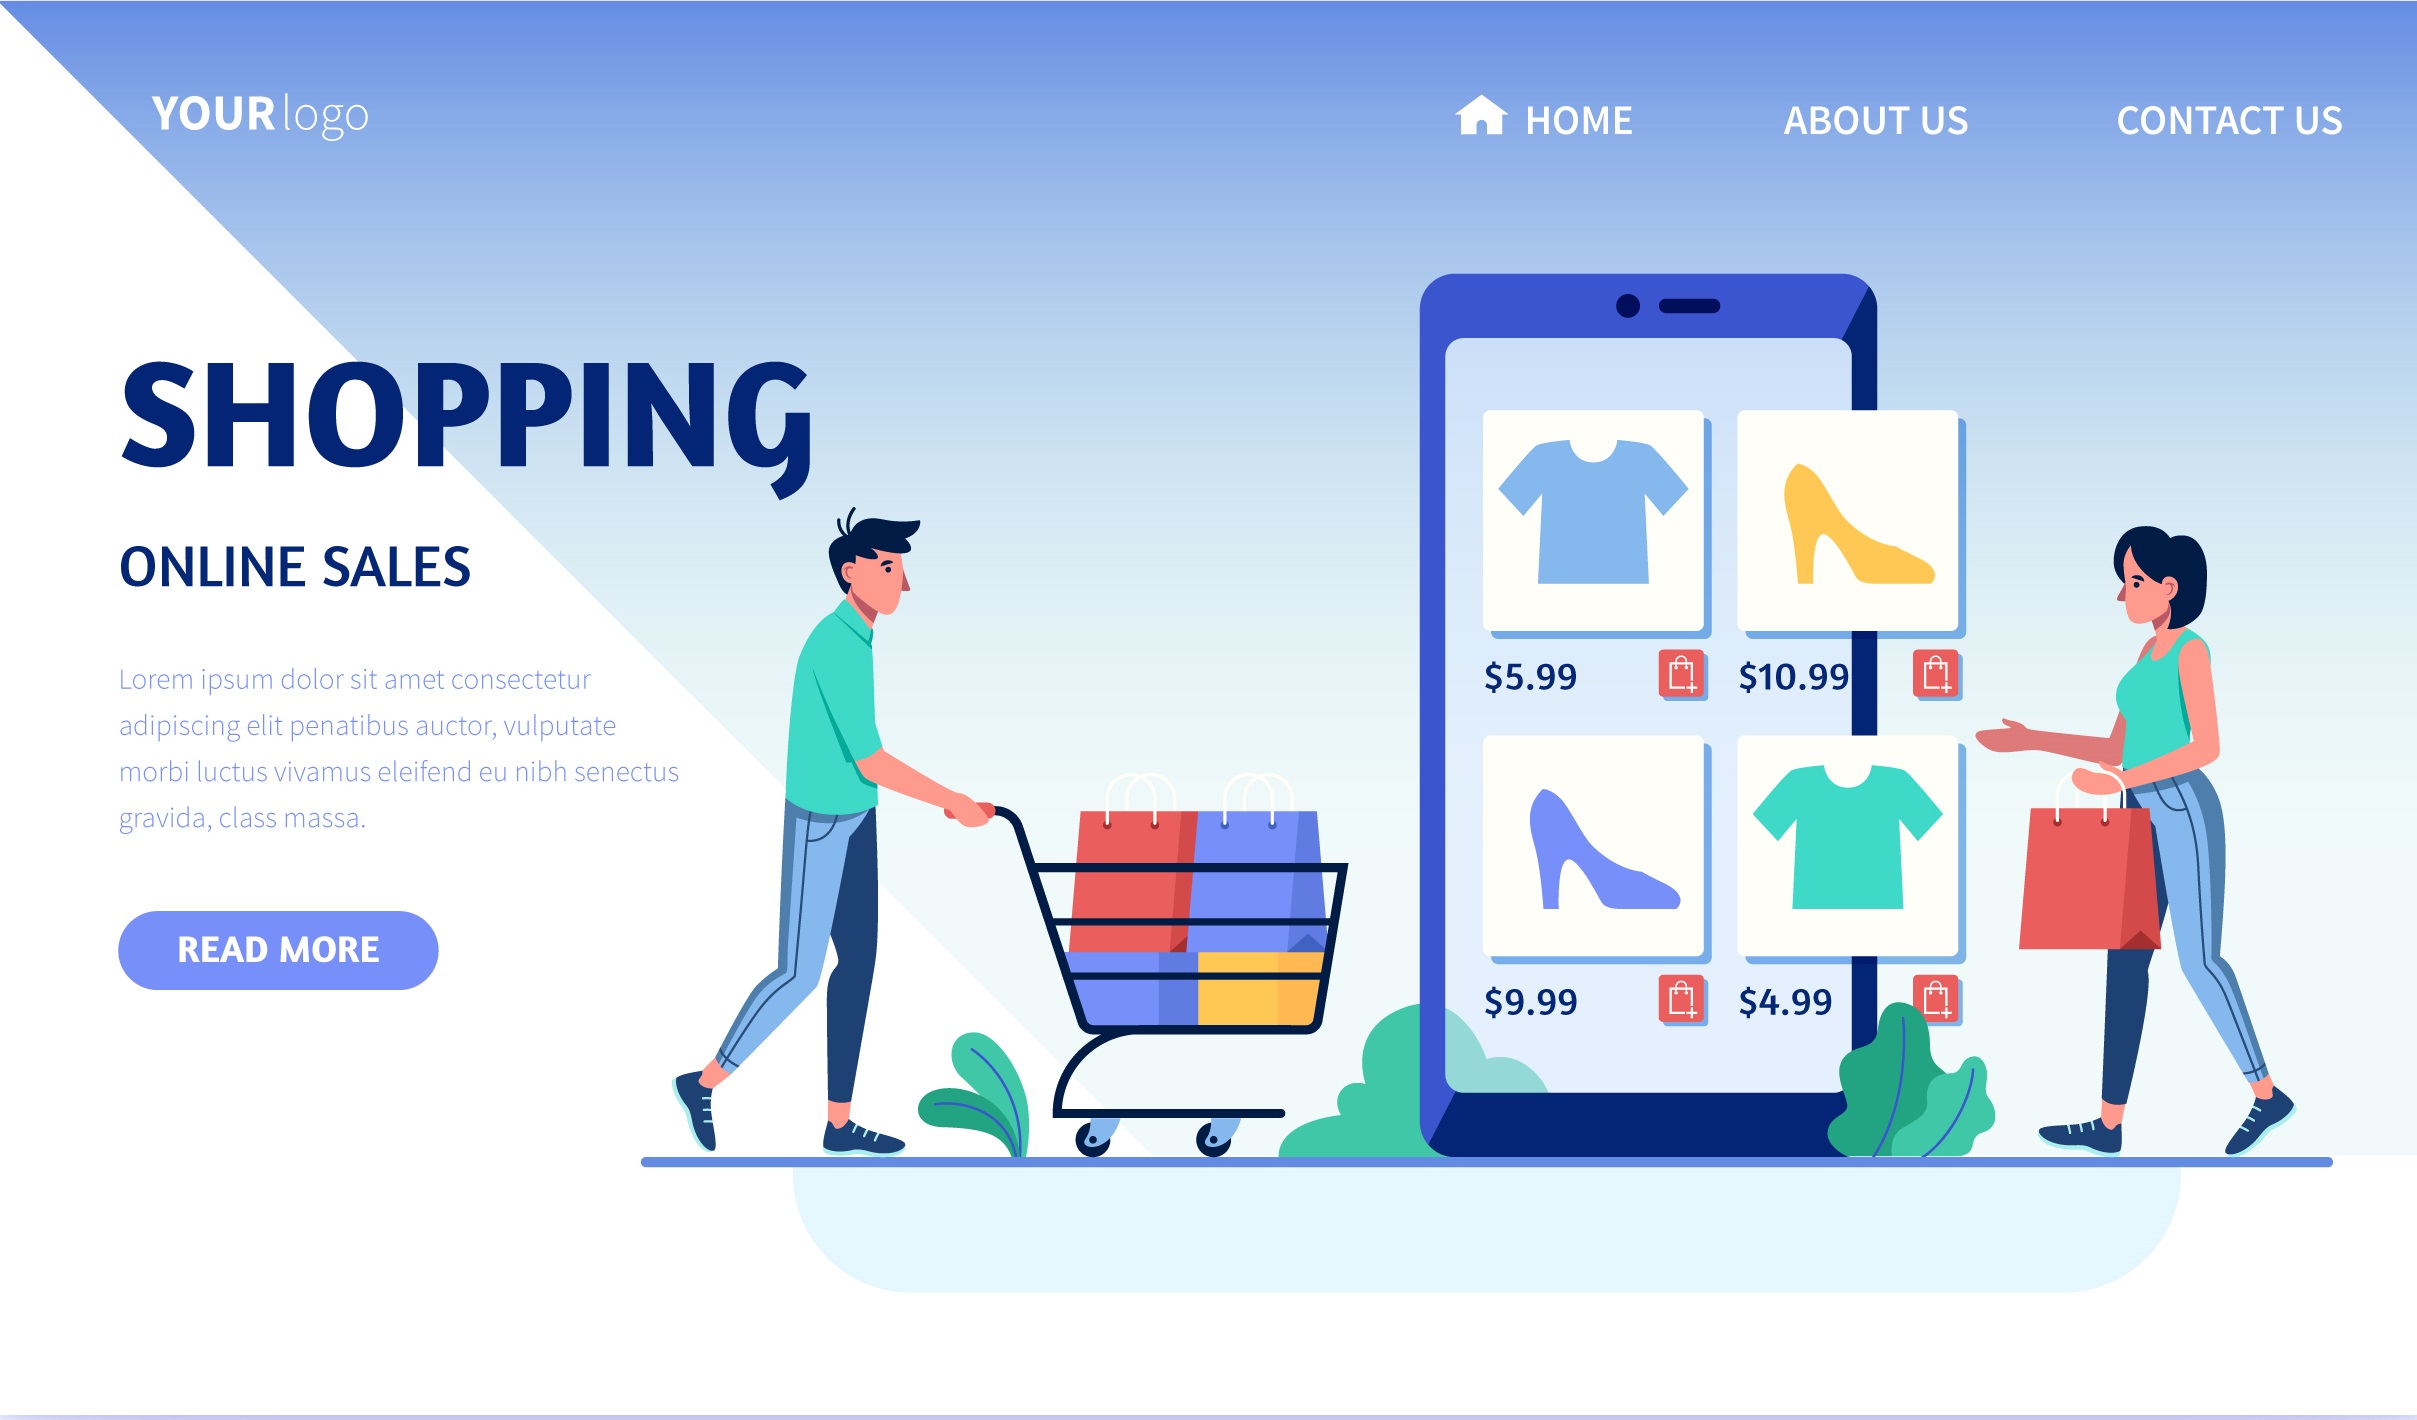 YOURlogo
HOME
ABOUT US
CONTACT US
SHOPPING
ONLINE SALES
Lorem ipsum dolor sit amet consectetur
adipiscing elit penatibus auctor, vulputate
morbi luctus vivamus eleifend eu nibh senectus
gravida, class massa.
READ MORE
$5.99
$10.99
$9.99
$4.99